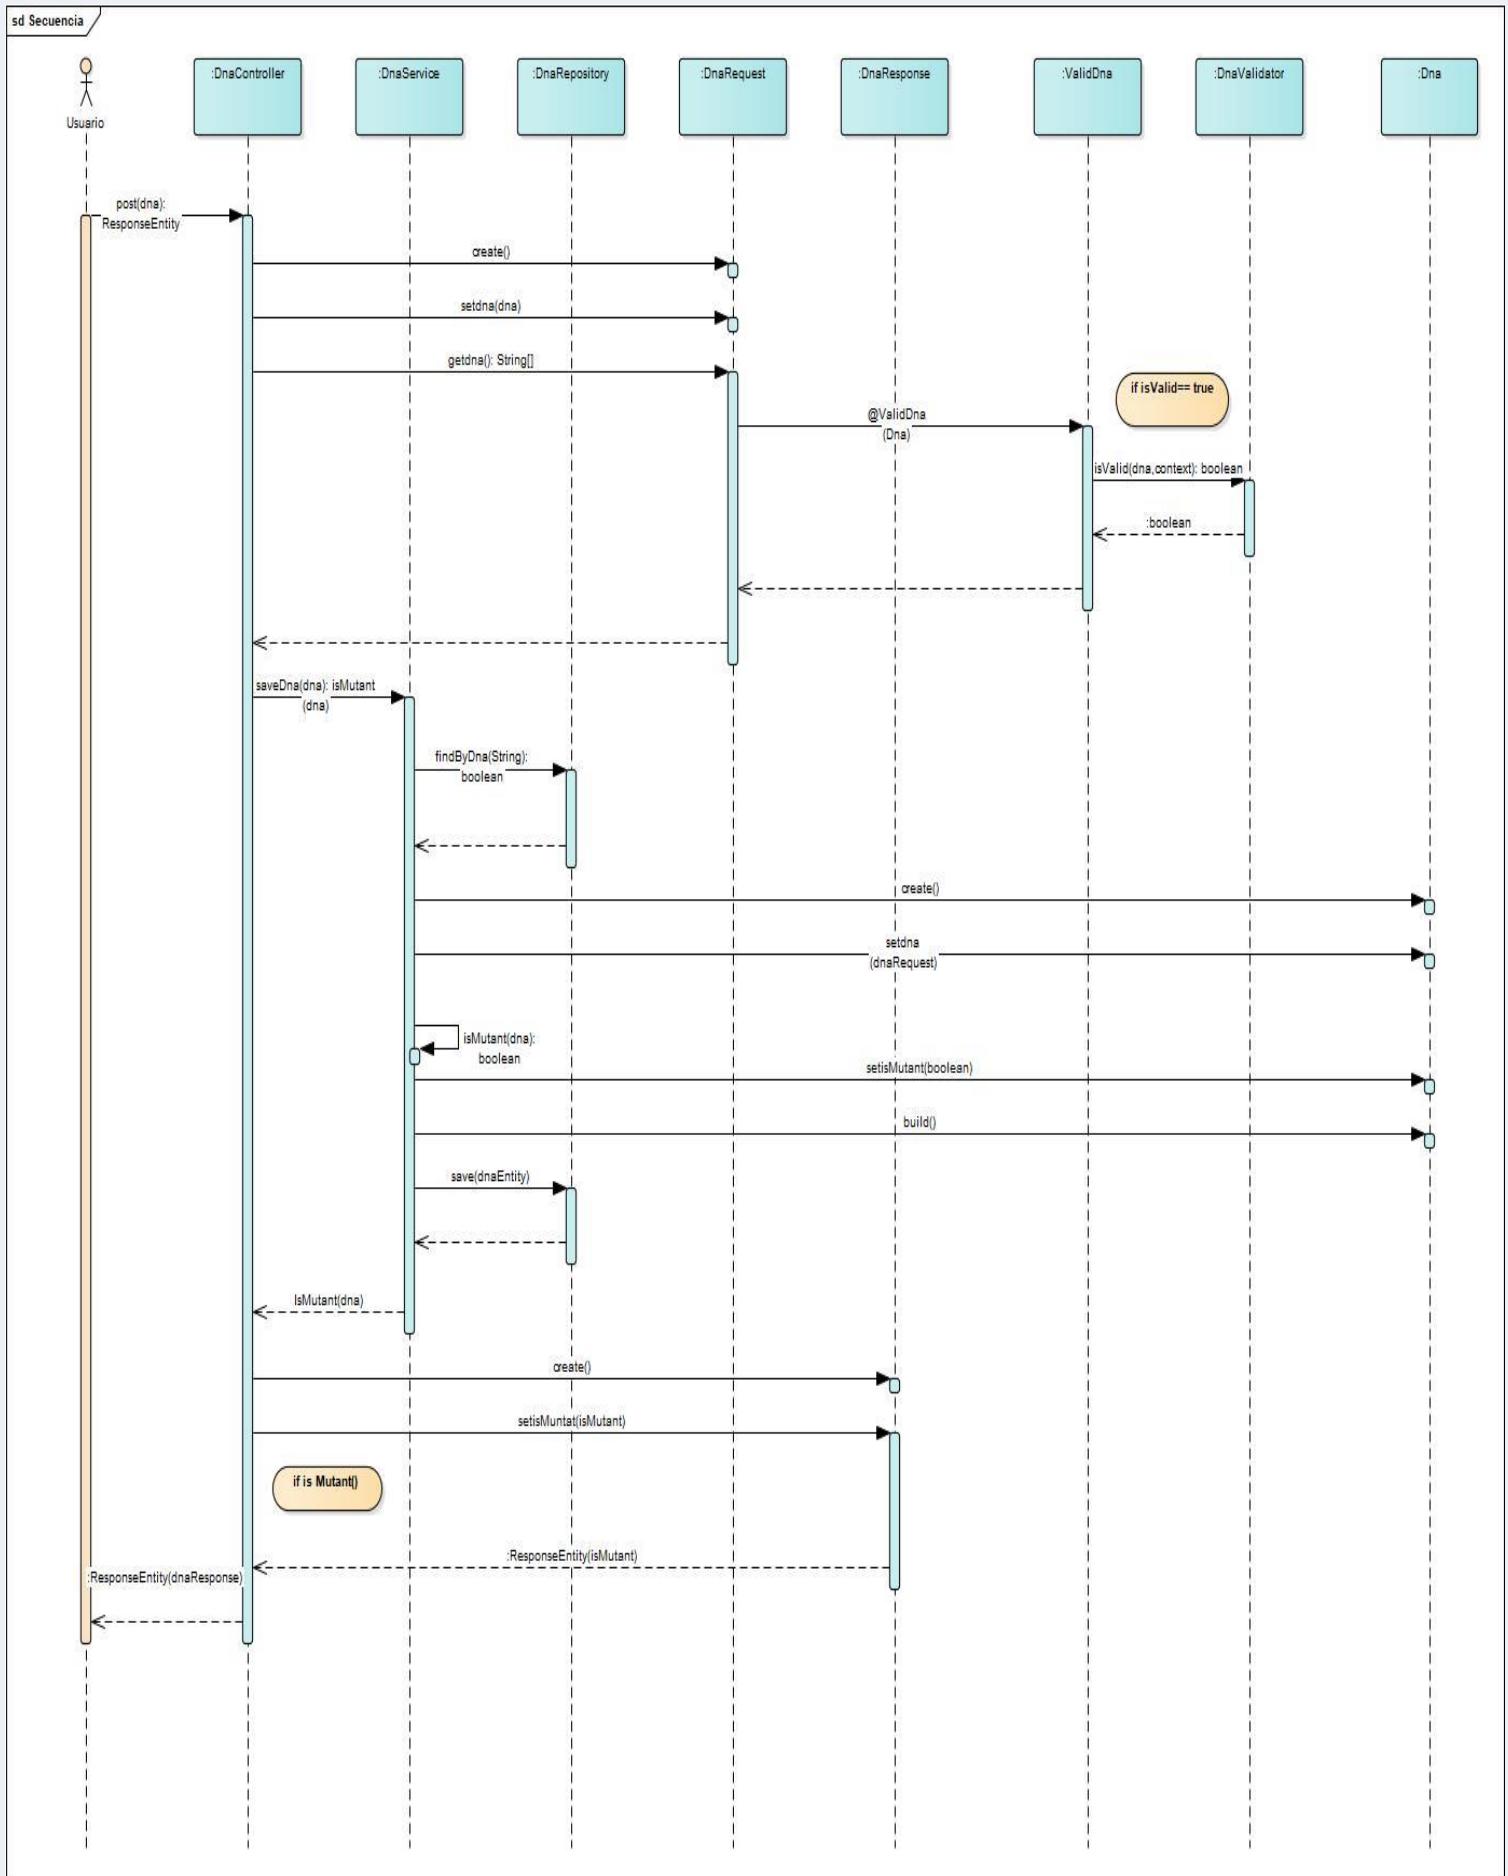 sd Secuencia
Usuario
:DnaController
:DnaService
:DnaRepository
:DnaRequest
:DnaResponse
:ValidDna
:DnaValidator
:Dna
post(dna):
ResponseEntity
create()
setdna(dna)
getdna(): String[]
if isValid== true
@ValidDna
(Dna)
isValid(dna,context): boolean
:boolean
saveDna(dna): isMutant
(dna)
findByDna(String):
boolean
create()
setdna
(dnaRequest)
isMutant(dna):
boolean
setisMutant(boolean)
build()
save(dnaEntity)
IsMutant(dna)
create()
setisMuntat(isMutant)
if is Mutant()
:ResponseEntity(isMutant)
:ResponseEntity(dnaResponse)